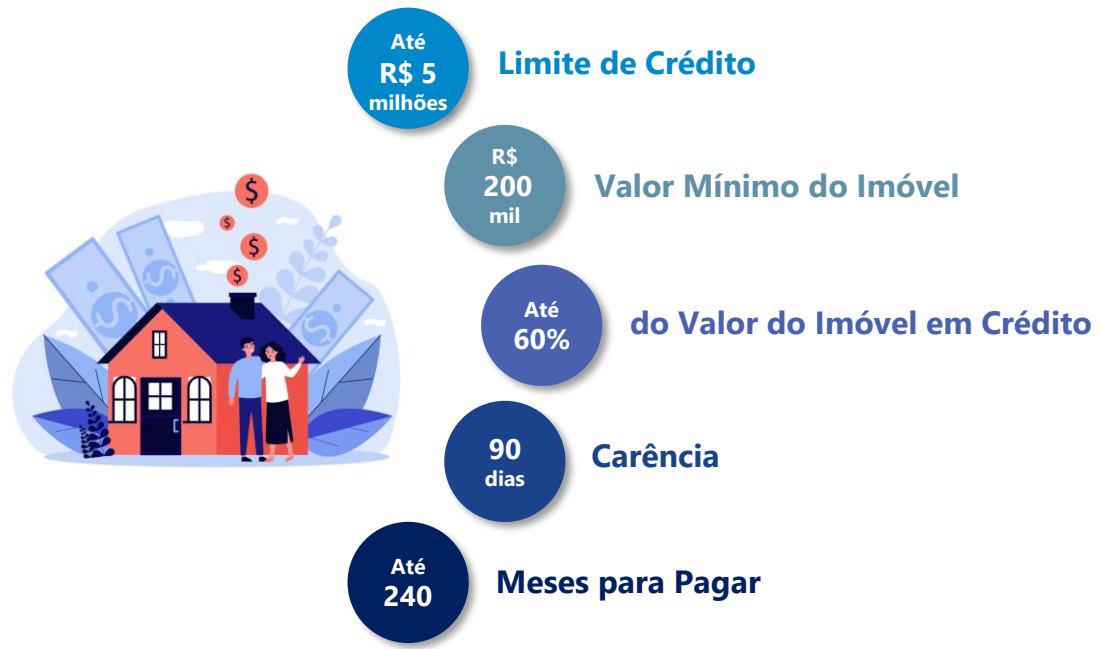 Até
R$ 5
milhões
Limite de Crédito
R$
200
mil
Valor Mínimo do Imóvel
Até
60%
do Valor do Imóvel em Crédito
90
dias
Carência
Até
240
Meses para Pagar
$
$
$
$